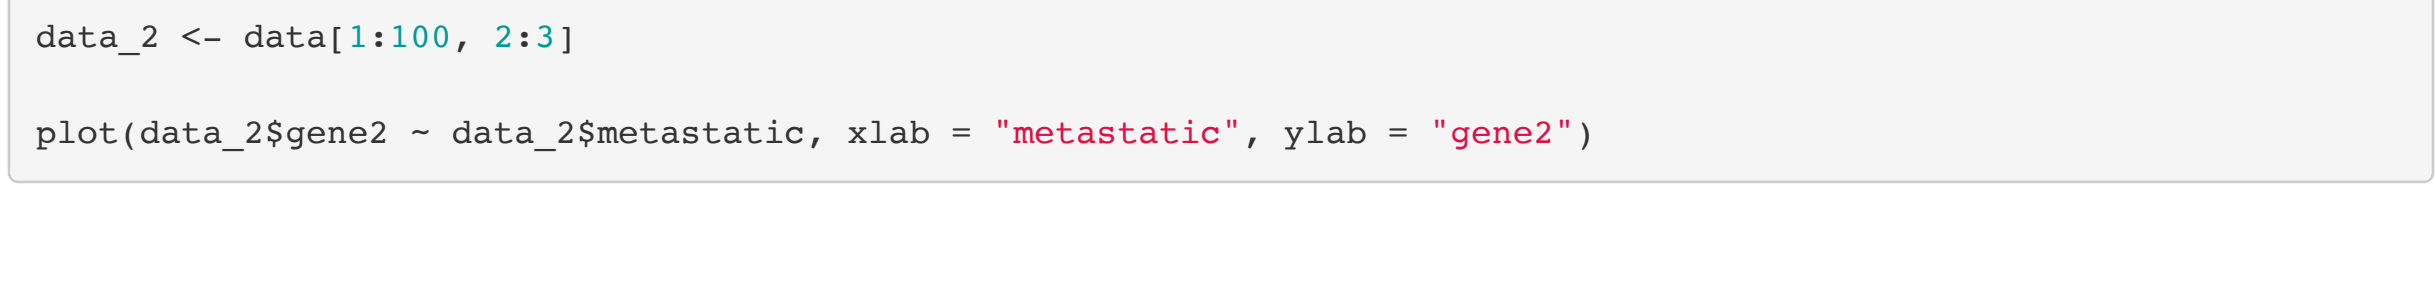 data_2 <- data[1:100, 2:3]
plot(data_2$gene2 ~ data_2$metastatic, xlab = "metastatic", ylab = "gene2")